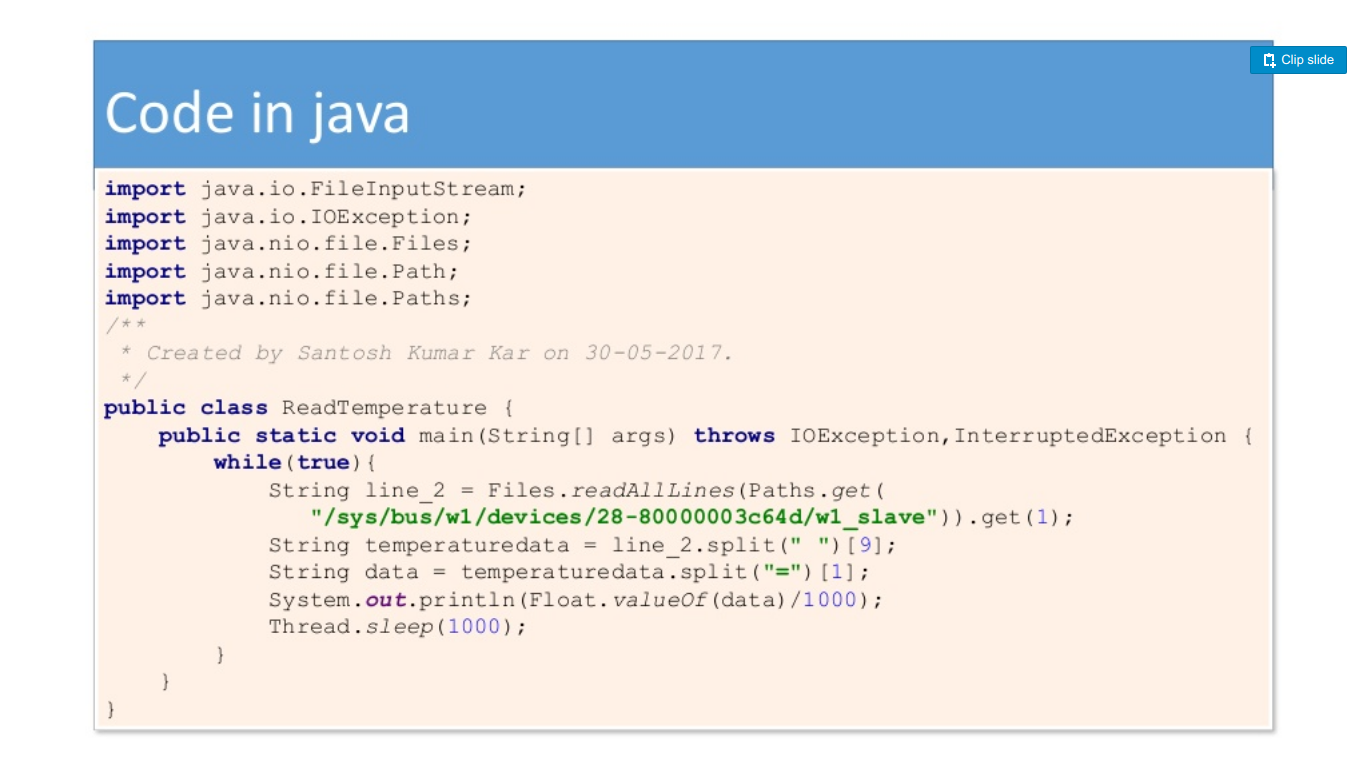 Clip slide
Code in java
import java.io.FileInputStream;
import java.io.IOException;
import java.nio.file.Files;
import java.nio.file.Path;
import java.nio.file.Paths;
/**
 * Created by Santosh Kumar Kar on 30-05-2017.
 */
public class ReadTemperature {
    public static void main(String[] args) throws IOException,InterruptedException {
        while(true){
            String line_2 = Files.readAllLines(Paths.get(
               "/sys/bus/w1/devices/28-80000003c64d/w1_slave")).get(1);
            String temperaturedata = line_2.split(" ")[9];
            String data = temperaturedata.split("=")[1];
            System.out.println(Float.valueOf(data)/1000);
            Thread.sleep(1000);
        }
    }
}